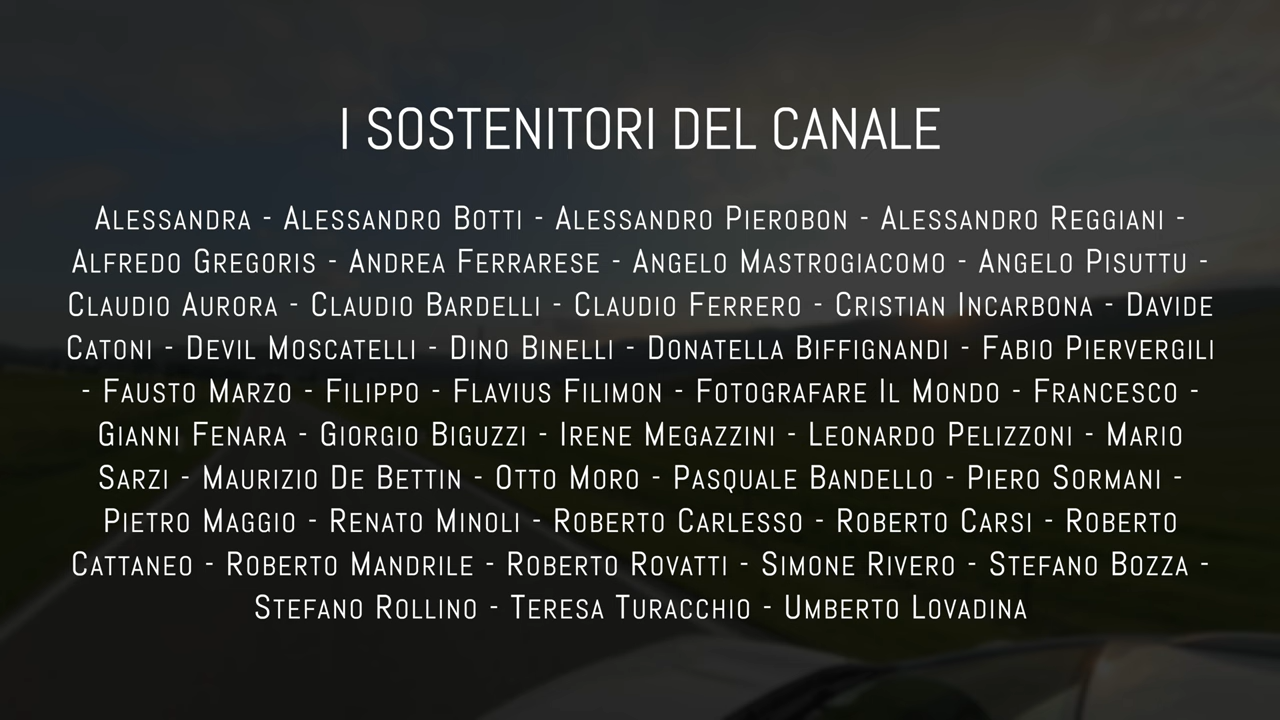 I SOSTENITORI DEL CANALE
Alessandra - Alessandro Botti - Alessandro Pierobon - Alessandro Reggiani -
Alfredo Gregoris - Andrea Ferrarese - Angelo Mastrogiacomo - Angelo Pisuttu -
Claudio Aurora - Claudio Bardelli - Claudio Ferrero - Cristian Incarbona - Davide
Catoni - Devil Moscatelli - Dino Binelli - Donatella Biffignandi - Fabio Piervergili
- Fausto Marzo - Filippo - Flavius Filimon - Fotografare Il Mondo - Francesco -
Gianni Fenara - Giorgio Biguzzi - Irene Megazzini - Leonardo Pelizzoni - Mario
Sarzi - Maurizio De Bettin - Otto Moro - Pasquale Bandello - Piero Sormani -
Pietro Maggio - Renato Minoli - Roberto Carlesso - Roberto Carsi - Roberto
Cattaneo - Roberto Mandrile - Roberto Rovatti - Simone Rivero - Stefano Bozza -
Stefano Rollino - Teresa Turacchio - Umberto Lovadina